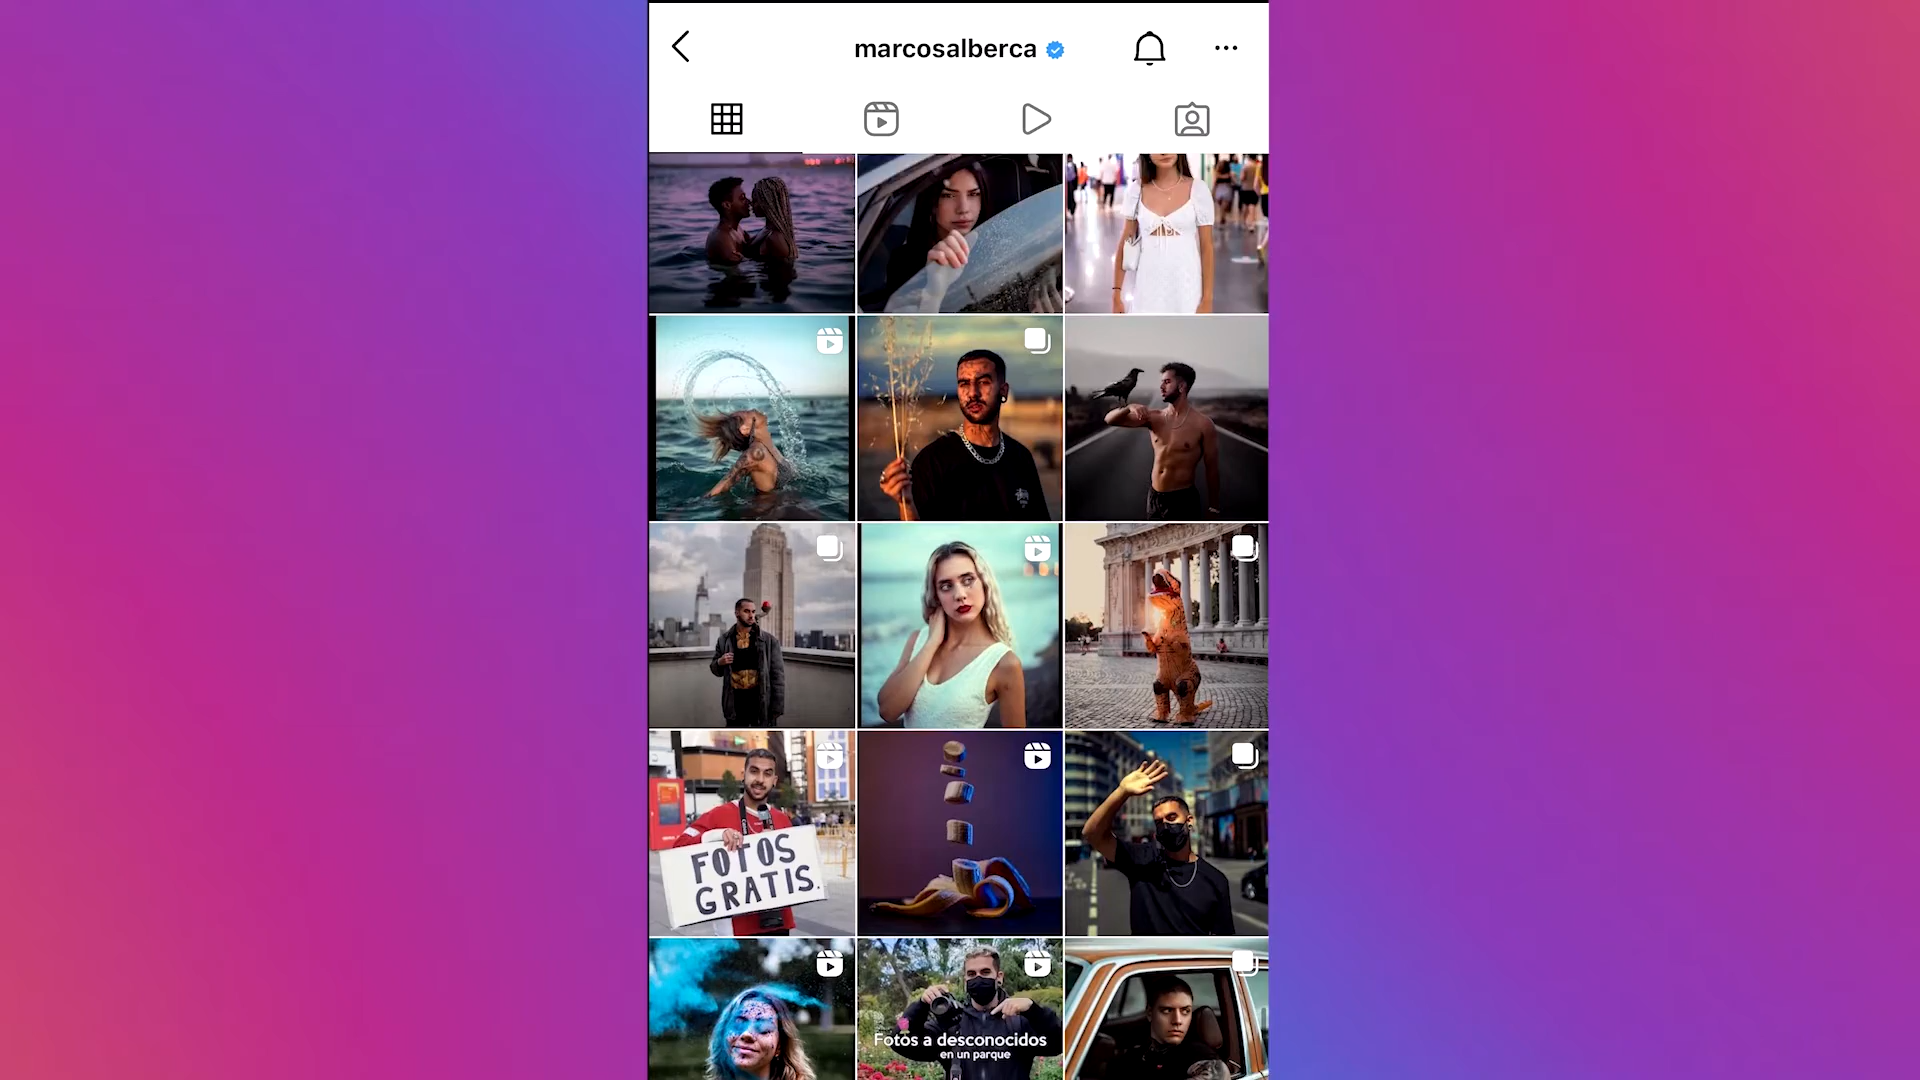 marcosalberca
FOTOS
GRATIS.
Fotos a desconocidos
en un parque